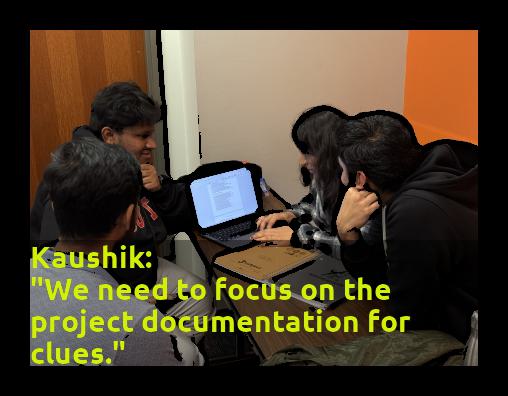 Kaushik:
"We need to focus on the
project documentation for
clues."